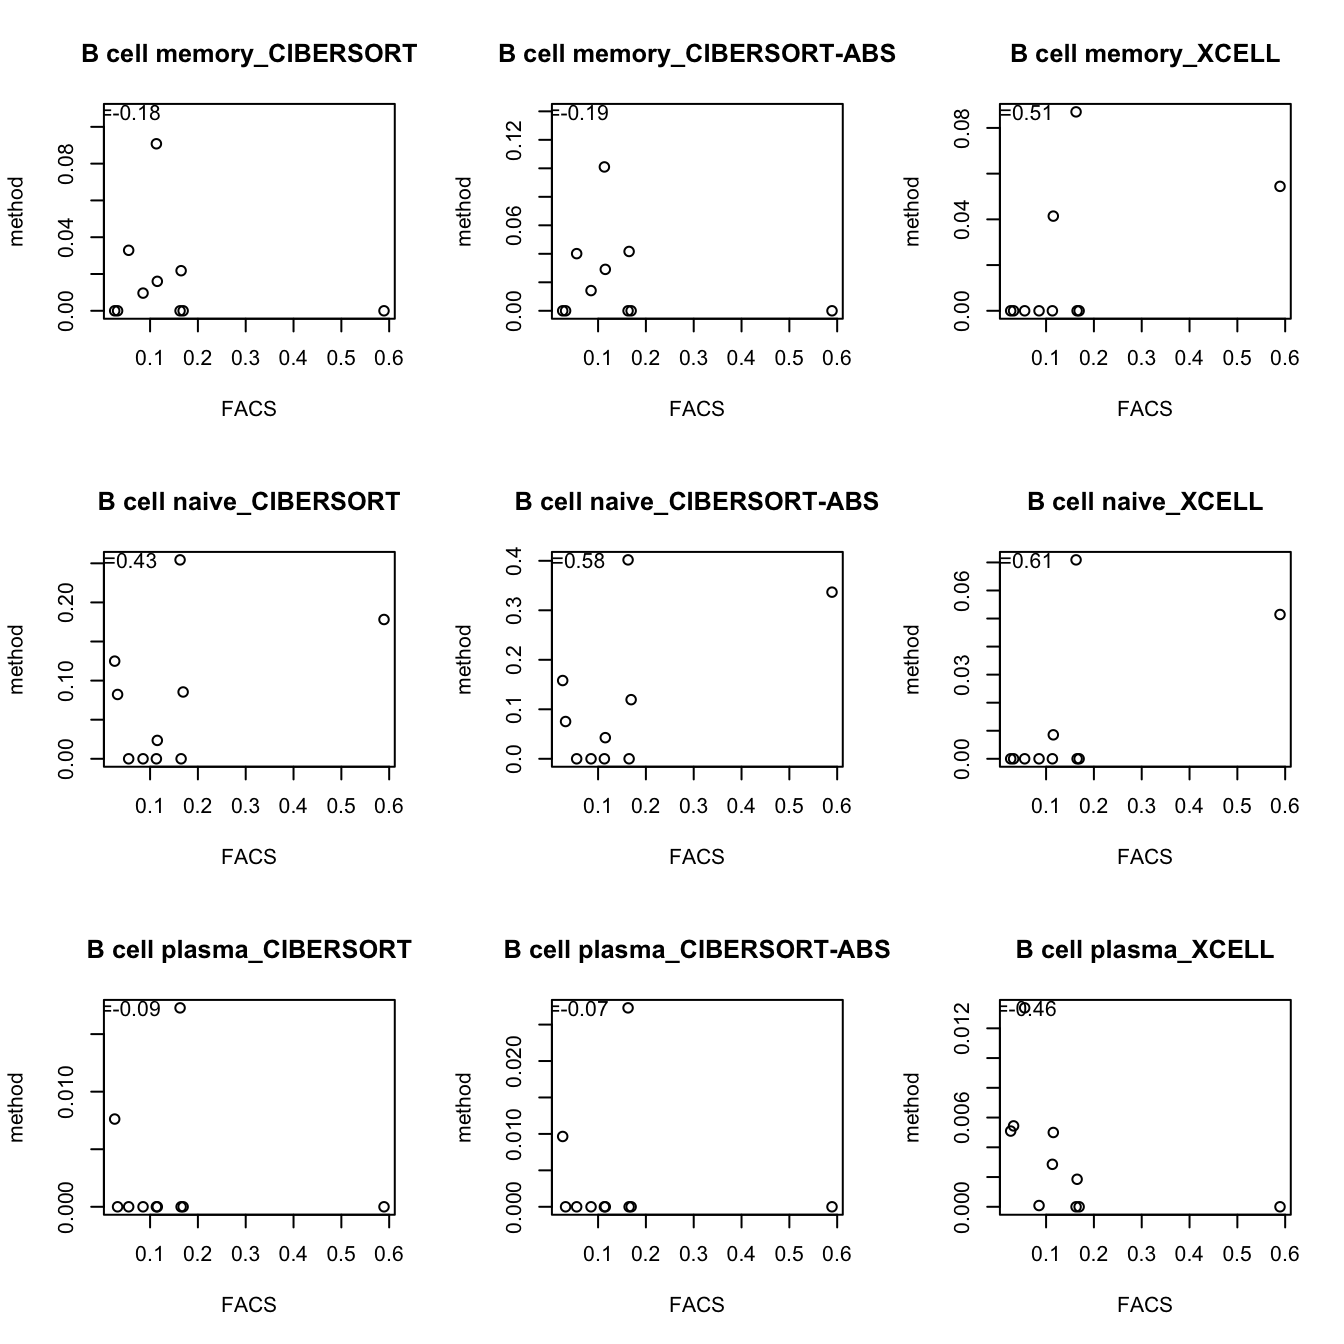 B cell memory_CIBERSORT
=-0.18
method
0.00 0.04 0.08
0.1 0.2 0.3 0.4 0.5 0.6
FACS
B cell memory_CIBERSORT-ABS
=-0.19
method
0.00 0.06 0.12
0.1 0.2 0.3 0.4 0.5 0.6
FACS
B cell memory_XCELL
=0.51
method
0.00 0.04 0.08
0.1 0.2 0.3 0.4 0.5 0.6
FACS
B cell naive_CIBERSORT
=0.43
method
0.00 0.10 0.20
0.1 0.2 0.3 0.4 0.5 0.6
FACS
B cell naive_CIBERSORT-ABS
=0.58
method
0.0 0.1 0.2 0.3 0.4
0.1 0.2 0.3 0.4 0.5 0.6
FACS
B cell naive_XCELL
=0.61
method
0.00 0.03 0.06
0.1 0.2 0.3 0.4 0.5 0.6
FACS
B cell plasma_CIBERSORT
=-0.09
method
0.000 0.010
0.1 0.2 0.3 0.4 0.5 0.6
FACS
B cell plasma_CIBERSORT-ABS
=-0.07
method
0.000 0.010 0.020
0.1 0.2 0.3 0.4 0.5 0.6
FACS
B cell plasma_XCELL
=-0.46
method
0.000 0.006 0.012
0.1 0.2 0.3 0.4 0.5 0.6
FACS